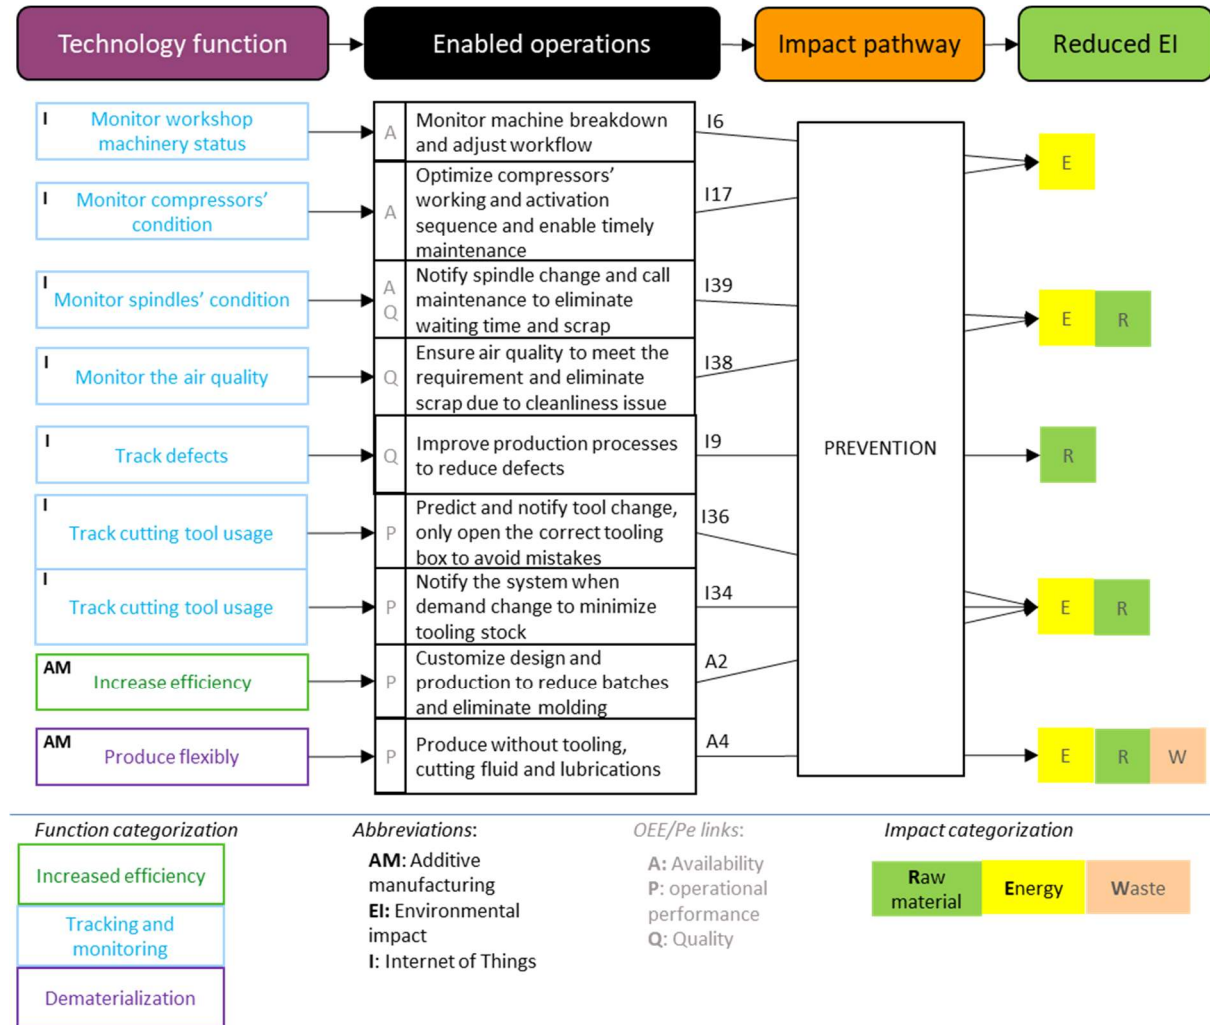 Technology function
Enabled operations
Impact pathway
Reduced EI
I
Monitor workshop
machinery status
A
Monitor machine breakdown
and adjust workflow
I6
E
I
Monitor compressors'
condition
A
Optimize compressors'
working and activation
sequence and enable timely
maintenance
I17
I
Monitor spindles' condition
A
Q
Notify spindle change and call
maintenance to eliminate
waiting time and scrap
I39
E
R
I
Monitor the air quality
Q
Ensure air quality to meet the
requirement and eliminate
scrap due to cleanliness issue
I38
I
Track defects
Q
Improve production processes
to reduce defects
I9
PREVENTION
R
I
Track cutting tool usage
P
Predict and notify tool change,
only open the correct tooling
box to avoid mistakes
I36
I
Track cutting tool usage
P
Notify the system when
demand change to minimize
tooling stock
I34
E
R
AM
Increase efficiency
P
Customize design and
production to reduce batches
and eliminate molding
A2
AM
Produce flexibly
P
Produce without tooling,
cutting fluid and lubrications
A4
E
R
W
Function categorization
Increased efficiency
Tracking and
monitoring
Dematerialization
Abbreviations:
AM: Additive
manufacturing
EI: Environmental
impact
I: Internet of Things
OEE/Pe links:
A: Availability
P: operational
performance
Q: Quality
Impact categorization
Raw
material
Energy
Waste